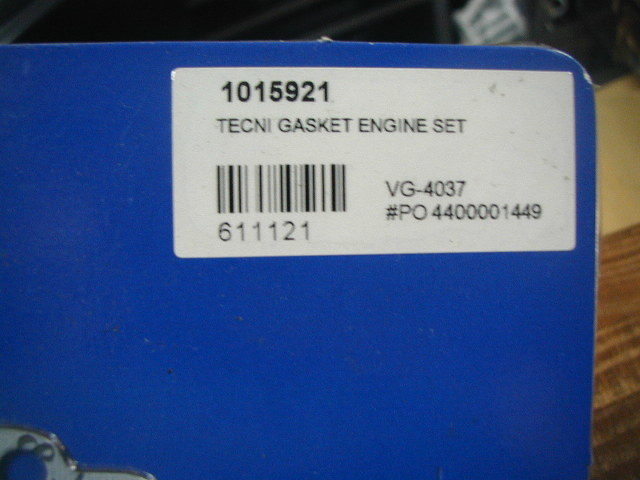 1015921
TECNI GASKET ENGINE SET
VG-4037
#PO 4400001449
611121